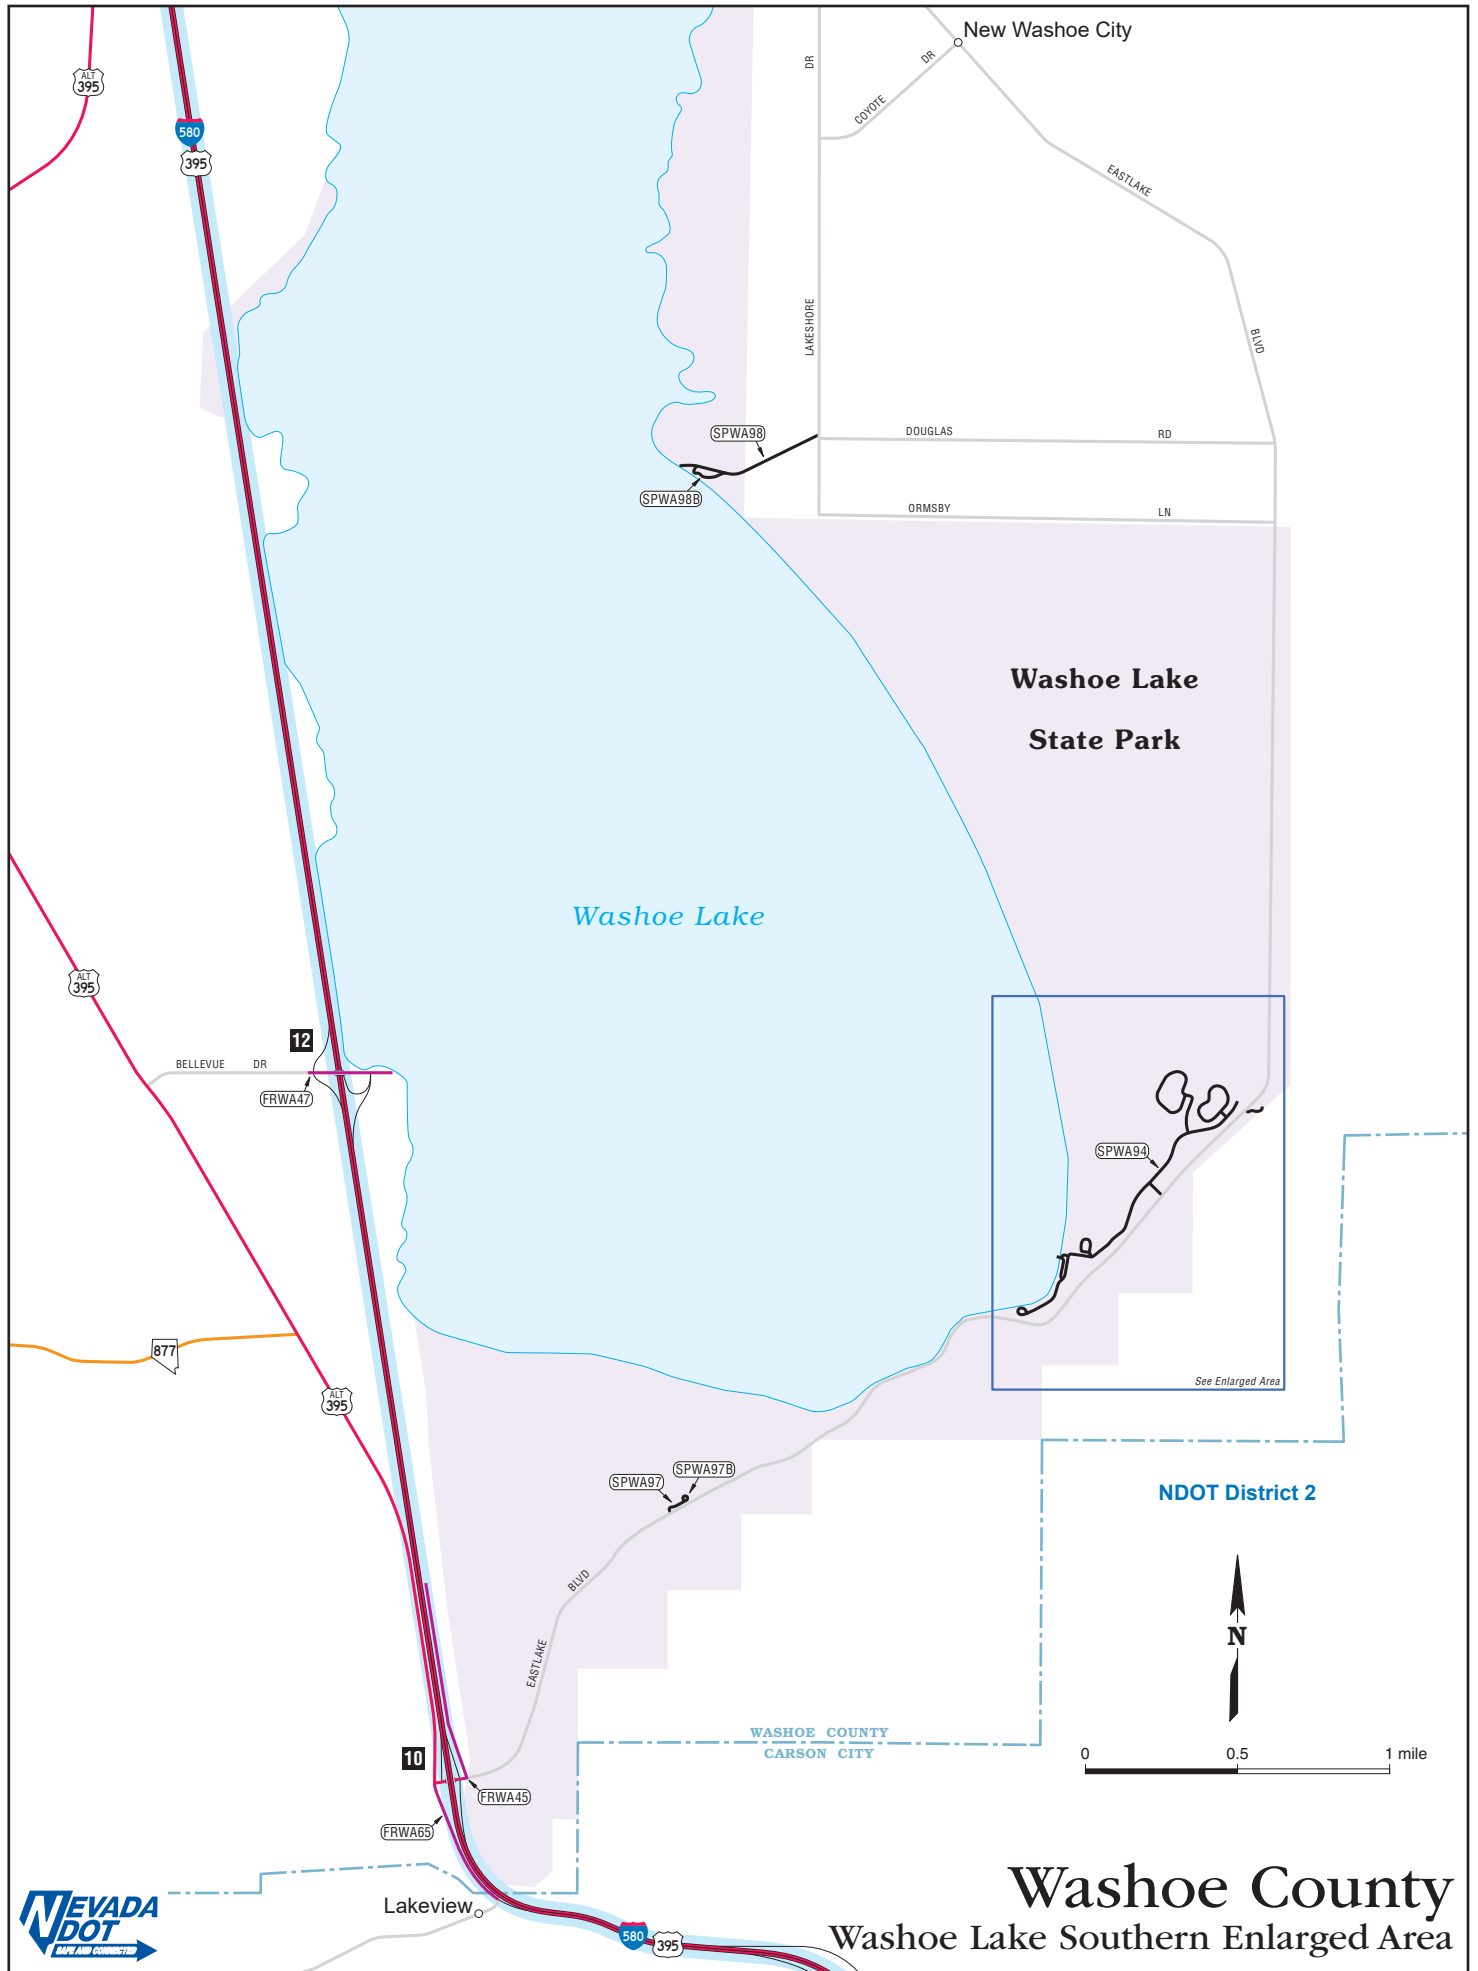 New Washoe City
DR
DR
COYOTE
ALT
395
580
395
EASTLAKE
LAKESHORE
BLVD
SPWA98
DOUGLAS RD
SPWA98B
ORMSBY LN
Washoe Lake
State Park
Washoe Lake
ALT
395
12
BELLEVUE DR
FRWA47
SPWA94
877
See Enlarged Area
ALT
395
SPWA97
SPWA97B
NDOT District 2
BLVD
N
EASTLAKE
WASHOE COUNTY
CARSON CITY
10
0 0.5 1 mile
FRWA45
FRWA65
Lakeview
NEVADA
DOT
SAFE AND CONNECTED
580
395
Washoe County
Washoe Lake Southern Enlarged Area